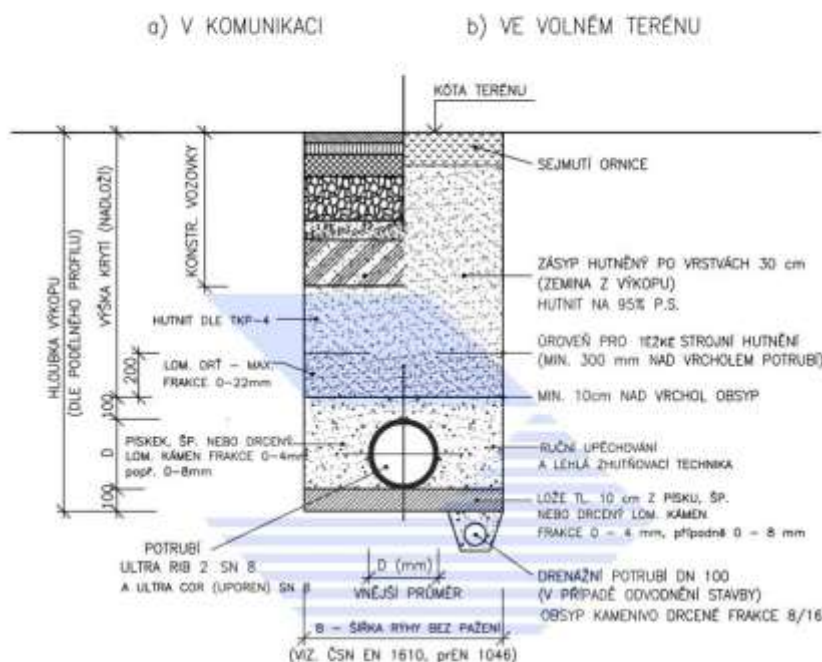 a) V KOMUNIKACI
b) VE VOLNÉM TERÉNU
KÓTA TERÉNU
SEJMUTÍ ORNICE
HLOUBKA VÝKOPU
(DLE PODÉLNÉHO PROFILU)
VÝŠKA KRYTÍ (NADLOŽÍ)
KONSTR. VOZOVKY
ZÁSYP HUTNĚNÝ PO VRSTVÁCH 30 cm
(ZEMINA Z VÝKOPU)
HUTNIT NA 95% P.S.
HUTNIT DLE TKP-4
ÚROVEŇ PRO TĚŽKÉ STROJNÍ HUTNĚNÍ
(MIN. 300 mm NAD VRCHOLEM POTRUBÍ)
LOM. DRŤ - MAX.
FRAKCE 0-22mm
200
MIN. 10cm NAD VRCHOL OBSYP
100
D
PÍSKEK, ŠP. NEBO DRCENÝ
LOM. KÁMEN FRAKCE 0-4mm
popř. 0-8mm
RUČNÍ UPĚCHOVÁNÍ
A LEHLÁ ZHUTŇOVACÍ TECHNIKA
100
LOŽE TL. 10 cm Z PÍSKU, ŠP.
NEBO DRCENÝ LOM. KÁMEN
FRAKCE 0 - 4 mm, případně 0 - 8 mm
POTRUBÍ
ULTRA RIB 2 SN 8
A ULTRA COR (UPOREN) SN 8
D (mm)
VNĚJŠÍ PRŮMĚR
DRENÁŽNÍ POTRUBÍ DN 100
(V PŘÍPADĚ ODVODNĚNÍ STAVBY)
OBSYP KAMENIVO DRCENÉ FRAKCE 8/16
B - ŠÍŘKA RÝHY BEZ PAŽENÍ
(VIZ. ČSN EN 1610, prEN 1046)